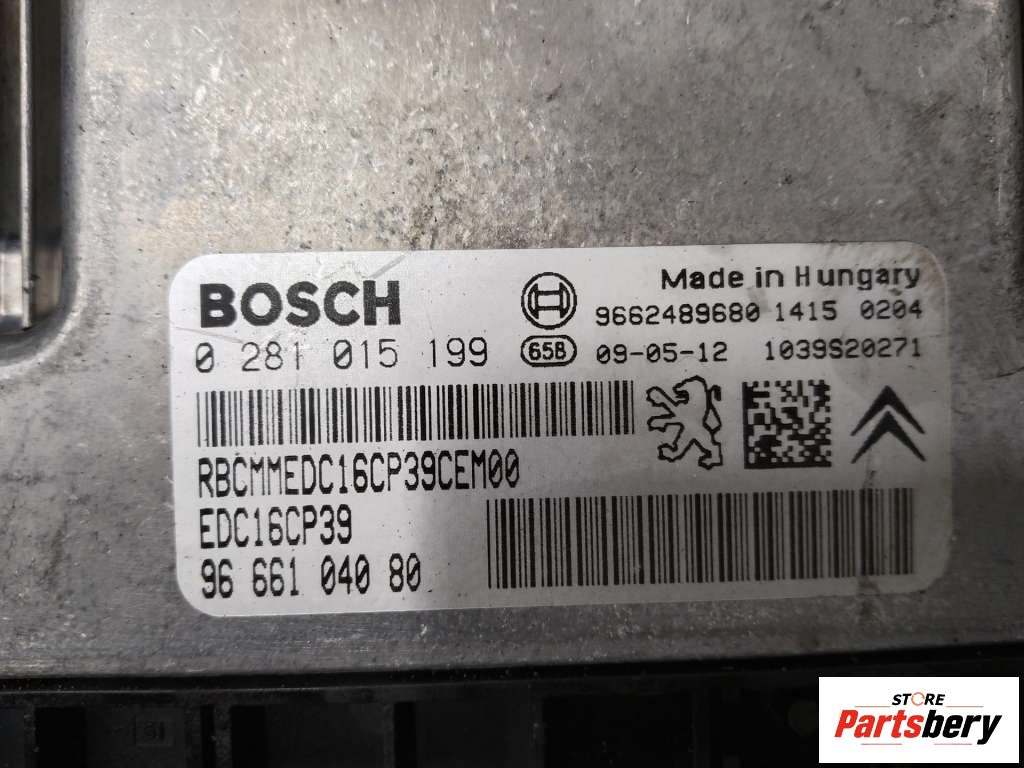 BOSCH
Made in Hungary
9662489680 1415 0204
0 281 015 199
65B
09-05-12 1039S20271
RBCMMEDC16CP39CEM00
EDC16CP39
96 661 040 80
STORE
Partsbery